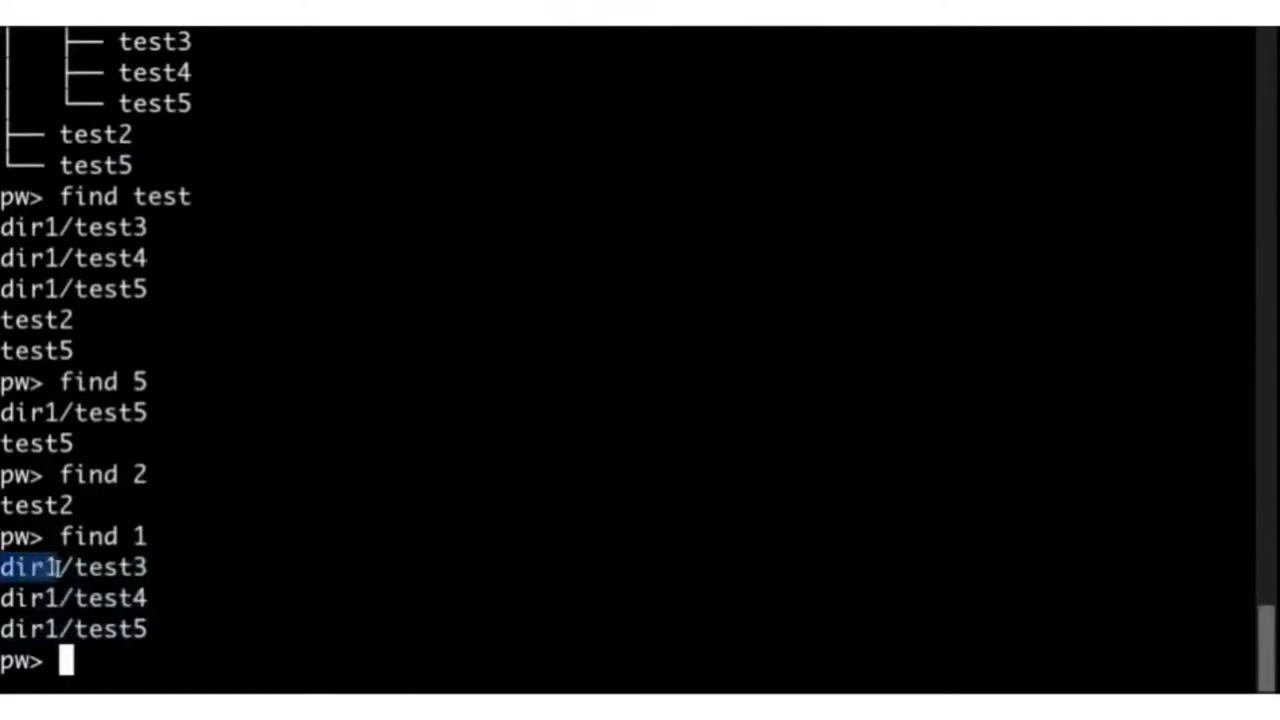 │   ├── test3
│   ├── test4
│   └── test5
├── test2
└── test5
pw> find test
dir1/test3
dir1/test4
dir1/test5
test2
test5
pw> find 5
dir1/test5
test5
pw> find 2
test2
pw> find 1
dir1/test3
dir1/test4
dir1/test5
pw>